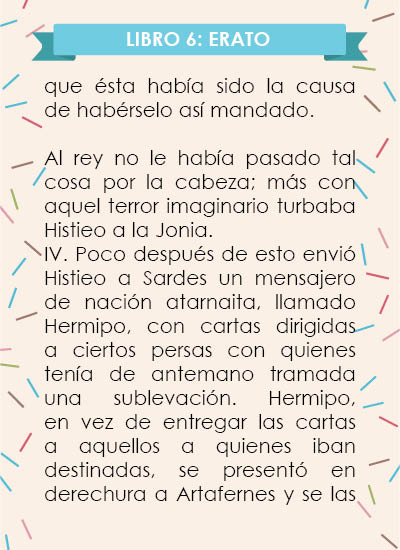 LIBRO 6: ERATO
que ésta había sido la causa
de habérselo así mandado.
Al rey no le había pasado tal
cosa por la cabeza; más con
aquel terror imaginario turbaba
Histieo a la Jonia.
IV. Poco después de esto envió
Histieo a Sardes un mensajero
de nación atarnaita, llamado
Hermipo, con cartas dirigidas
a ciertos persas con quienes
tenía de antemano tramada
una sublevación. Hermipo,
en vez de entregar las cartas
a aquellos a quienes iban
destinadas, se presentó en
derechura a Artafernes y se las